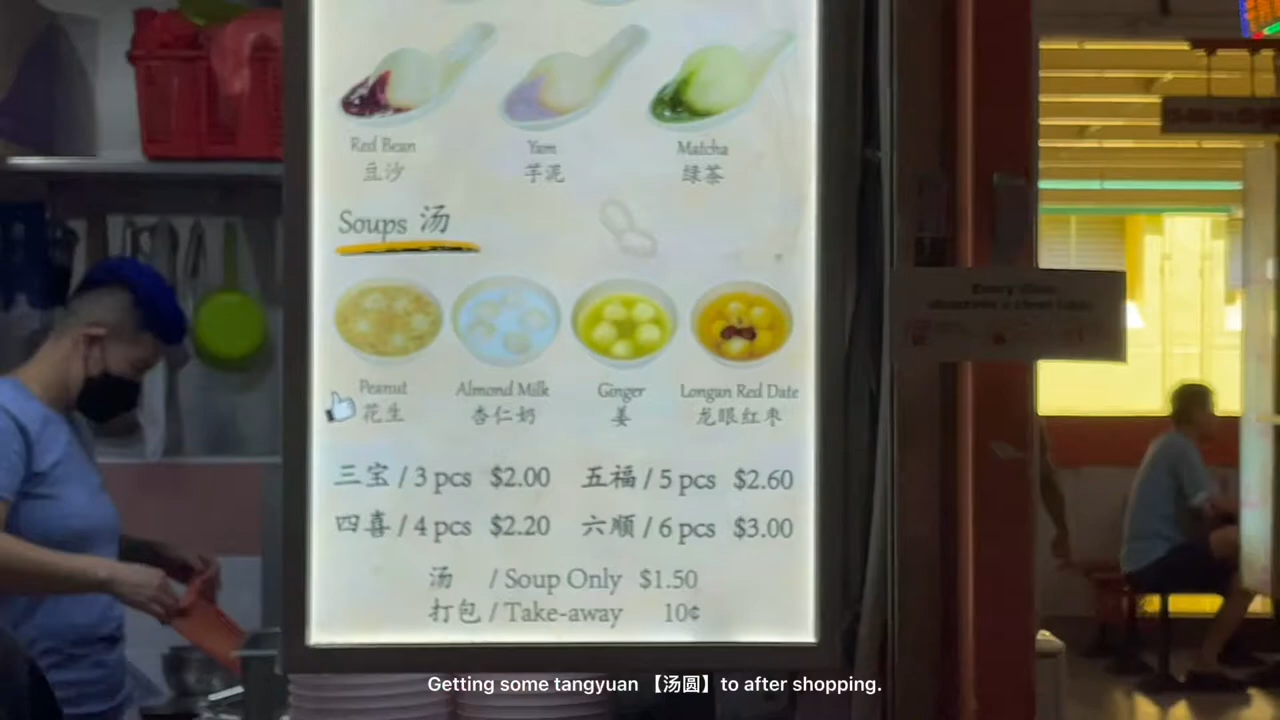 Red Bean Yam Matcha
豆沙 芋泥 绿茶
Soups 汤
Peanut Almond Milk Ginger Longan Red Date
花生 杏仁奶 姜 龙眼红枣
三宝 / 3 pcs $2.00 五福 / 5 pcs $2.60
四喜 / 4 pcs $2.20 六顺 / 6 pcs $3.00
汤 / Soup Only $1.50
打包 / Take-away 10¢
Getting some tangyuan 【汤圆】to after shopping.